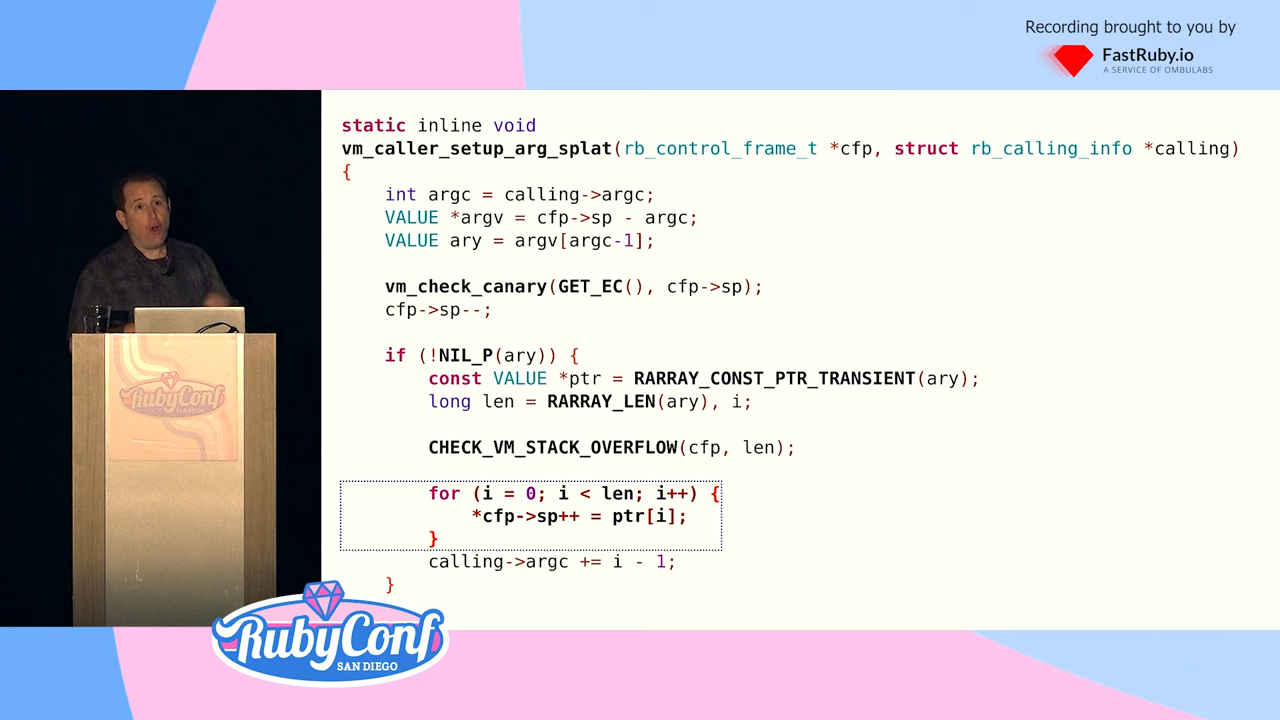 Recording brought to you by
FastRuby.io
A SERVICE OF OMBULABS
static inline void
vm_caller_setup_arg_splat(rb_control_frame_t *cfp, struct rb_calling_info *calling)
{
    int argc = calling->argc;
    VALUE *argv = cfp->sp - argc;
    VALUE ary = argv[argc-1];
    vm_check_canary(GET_EC(), cfp->sp);
    cfp->sp--;
    if (!NIL_P(ary)) {
        const VALUE *ptr = RARRAY_CONST_PTR_TRANSIENT(ary);
        long len = RARRAY_LEN(ary), i;
        CHECK_VM_STACK_OVERFLOW(cfp, len);
        for (i = 0; i < len; i++) {
            *cfp->sp++ = ptr[i];
        }
        calling->argc += i - 1;
    }
RubyConf
RubyConf
SAN DIEGO